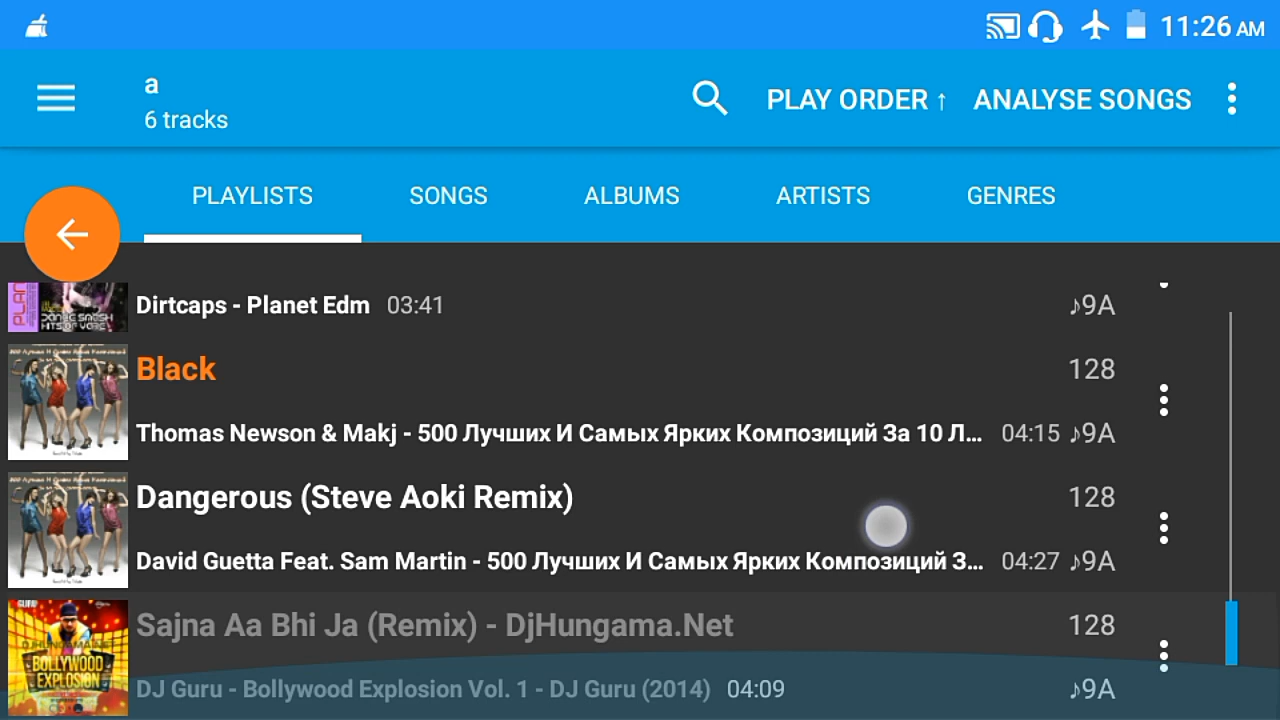 11:26 AM
a
6 tracks
PLAY ORDER ↑
ANALYSE SONGS
PLAYLISTS
SONGS
ALBUMS
ARTISTS
GENRES
Dirtcaps - Planet Edm 03:41 ♪9A
Black 128
Thomas Newson & Makj - 500 Лучших И Самых Ярких Композиций За 10 Л... 04:15 ♪9A
Dangerous (Steve Aoki Remix) 128
David Guetta Feat. Sam Martin - 500 Лучших И Самых Ярких Композиций З... 04:27 ♪9A
Sajna Aa Bhi Ja (Remix) - DjHungama.Net 128
DJ Guru - Bollywood Explosion Vol. 1 - DJ Guru (2014) 04:09 ♪9A
BOLLYWOOD
EXPLOSION